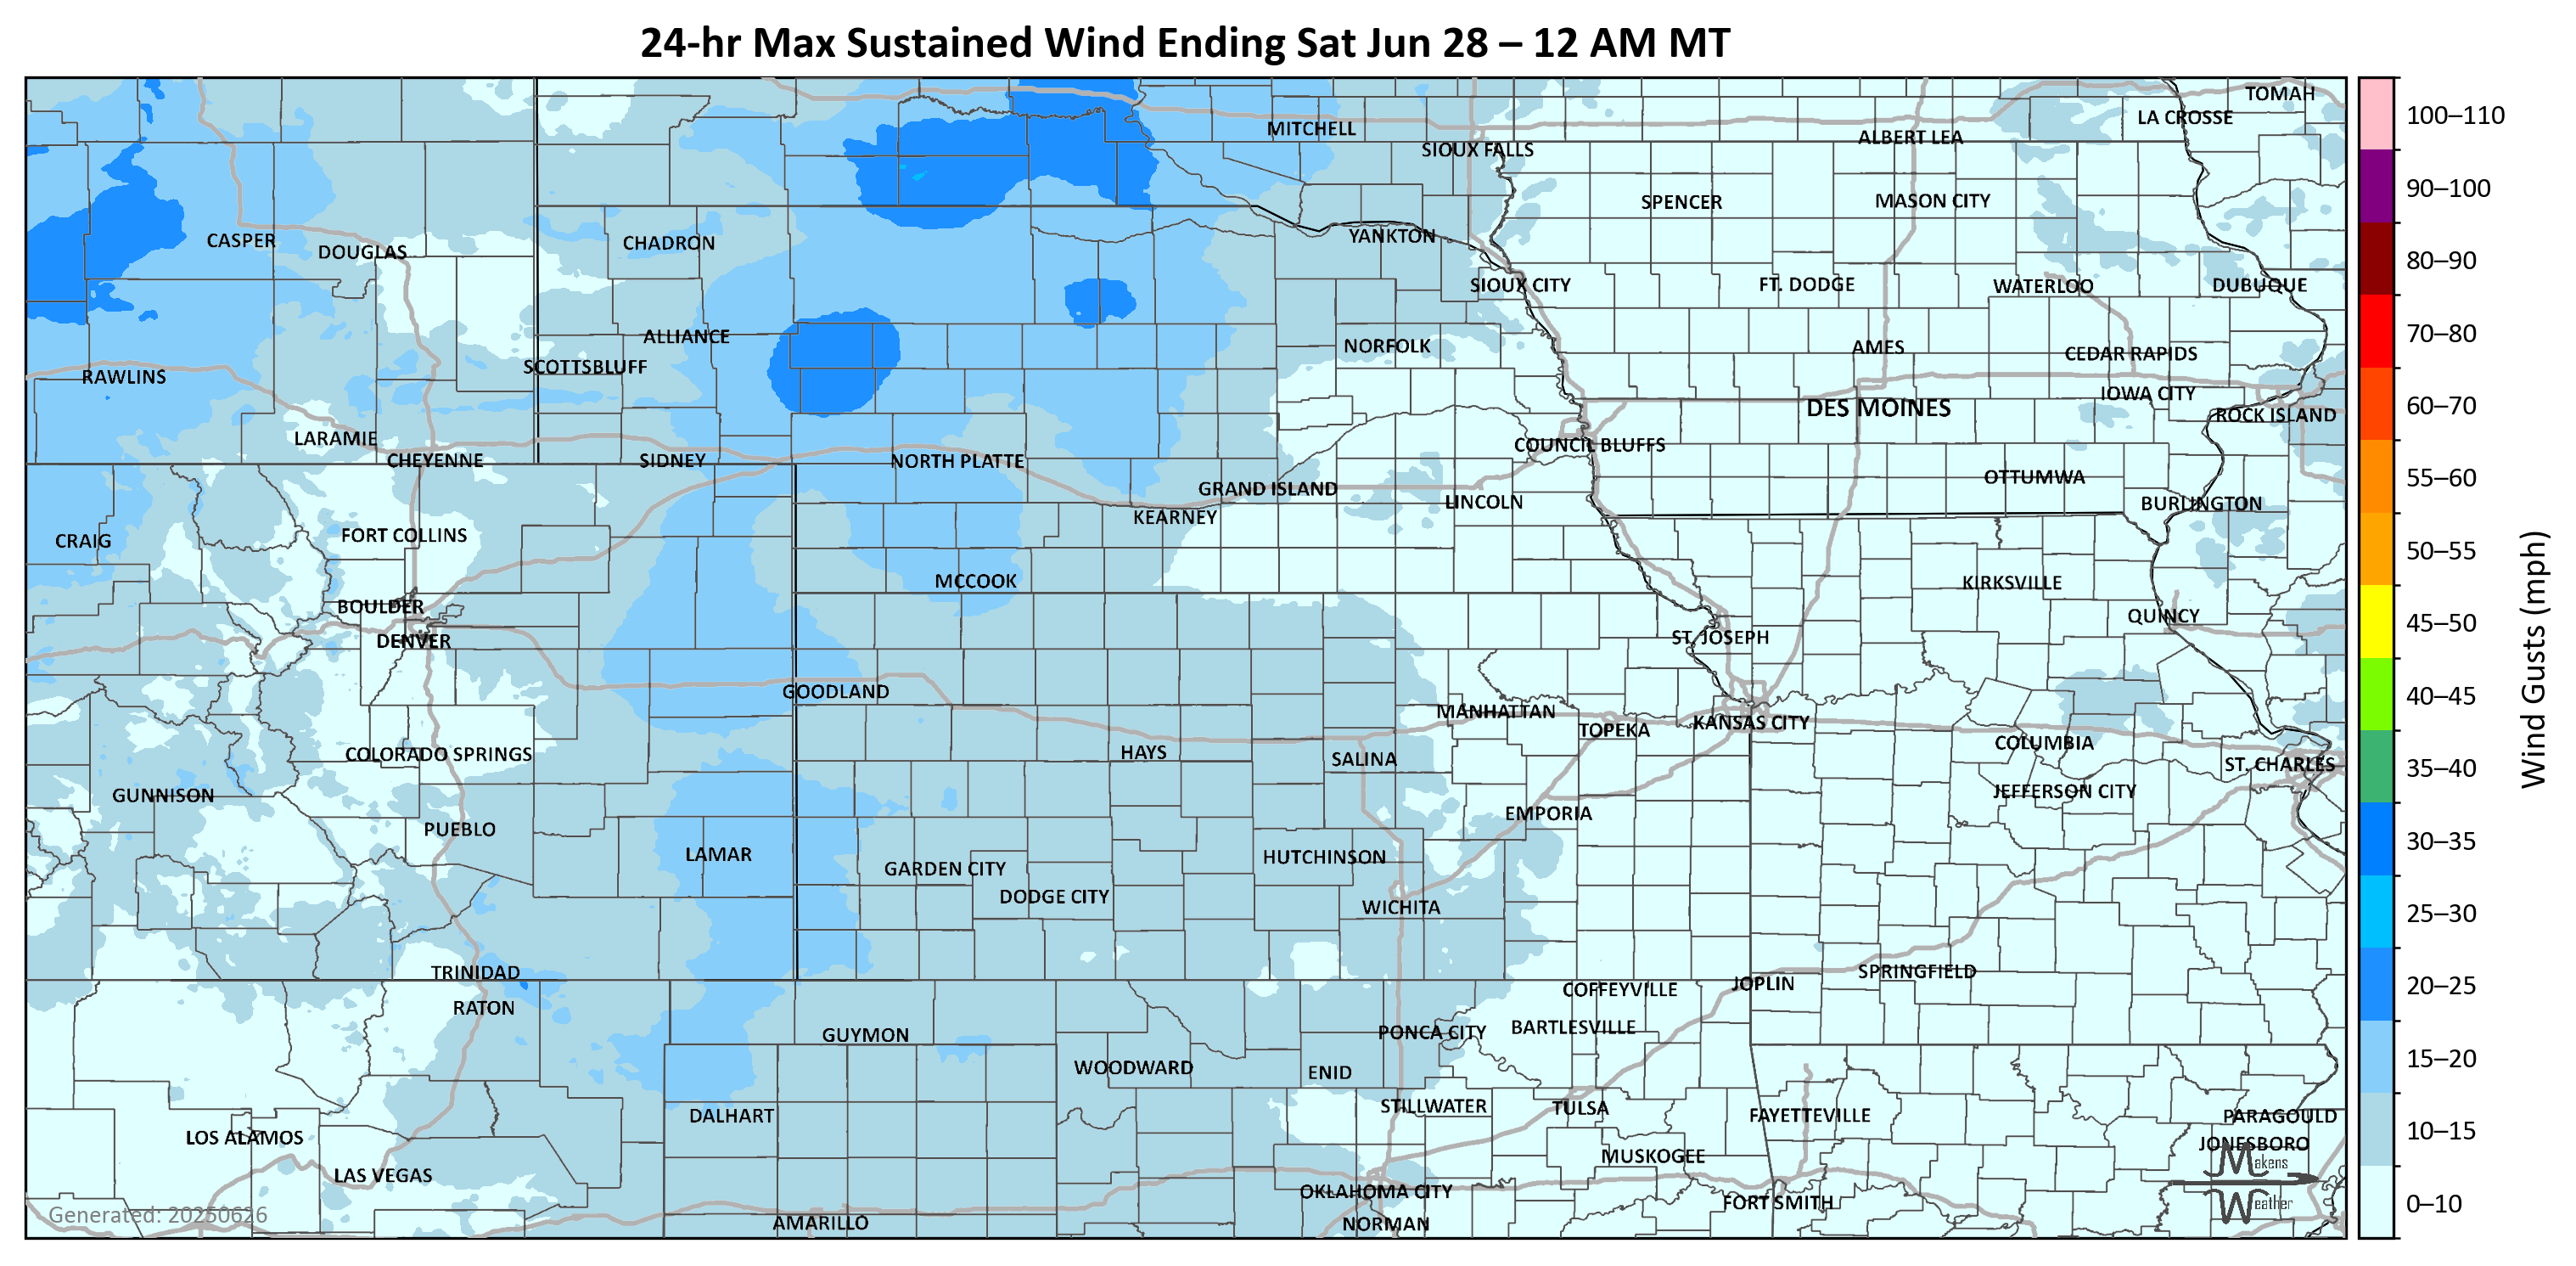 24-hr Max Sustained Wind Ending Sat Jun 28 – 12 AM MT
TOMAH
LA CROSSE
MITCHELL
ALBERT LEA
SIOUX FALLS
SPENCER
MASON CITY
CASPER
DOUGLAS
CHADRON
YANKTON
SIOUX CITY
FT. DODGE
WATERLOO
DUBUQUE
ALLIANCE
NORFOLK
AMES
CEDAR RAPIDS
SCOTTSBLUFF
RAWLINS
IOWA CITY
DES MOINES
ROCK ISLAND
LARAMIE
COUNCIL BLUFFS
CHEYENNE
SIDNEY
NORTH PLATTE
OTTUMWA
GRAND ISLAND
LINCOLN
BURLINGTON
KEARNEY
FORT COLLINS
CRAIG
MCCOOK
KIRKSVILLE
BOULDER
QUINCY
DENVER
ST. JOSEPH
GOODLAND
MANHATTAN
TOPEKA
KANSAS CITY
COLUMBIA
COLORADO SPRINGS
HAYS
SALINA
ST. CHARLES
GUNNISON
JEFFERSON CITY
EMPORIA
PUEBLO
LAMAR
HUTCHINSON
GARDEN CITY
DODGE CITY
WICHITA
TRINIDAD
SPRINGFIELD
JOPLIN
COFFEYVILLE
RATON
BARTLESVILLE
GUYMON
PONCA CITY
WOODWARD
ENID
STILLWATER
TULSA
DALHART
FAYETTEVILLE
PARAGOULD
LOS ALAMOS
JONESBORO
MUSKOGEE
LAS VEGAS
OKLAHOMA CITY
FORT SMITH
AMARILLO
NORMAN
Generated: 20250626
Makens
Weather
100–110
90–100
80–90
70–80
60–70
55–60
50–55
45–50
40–45
35–40
30–35
25–30
20–25
15–20
10–15
0–10
Wind Gusts (mph)